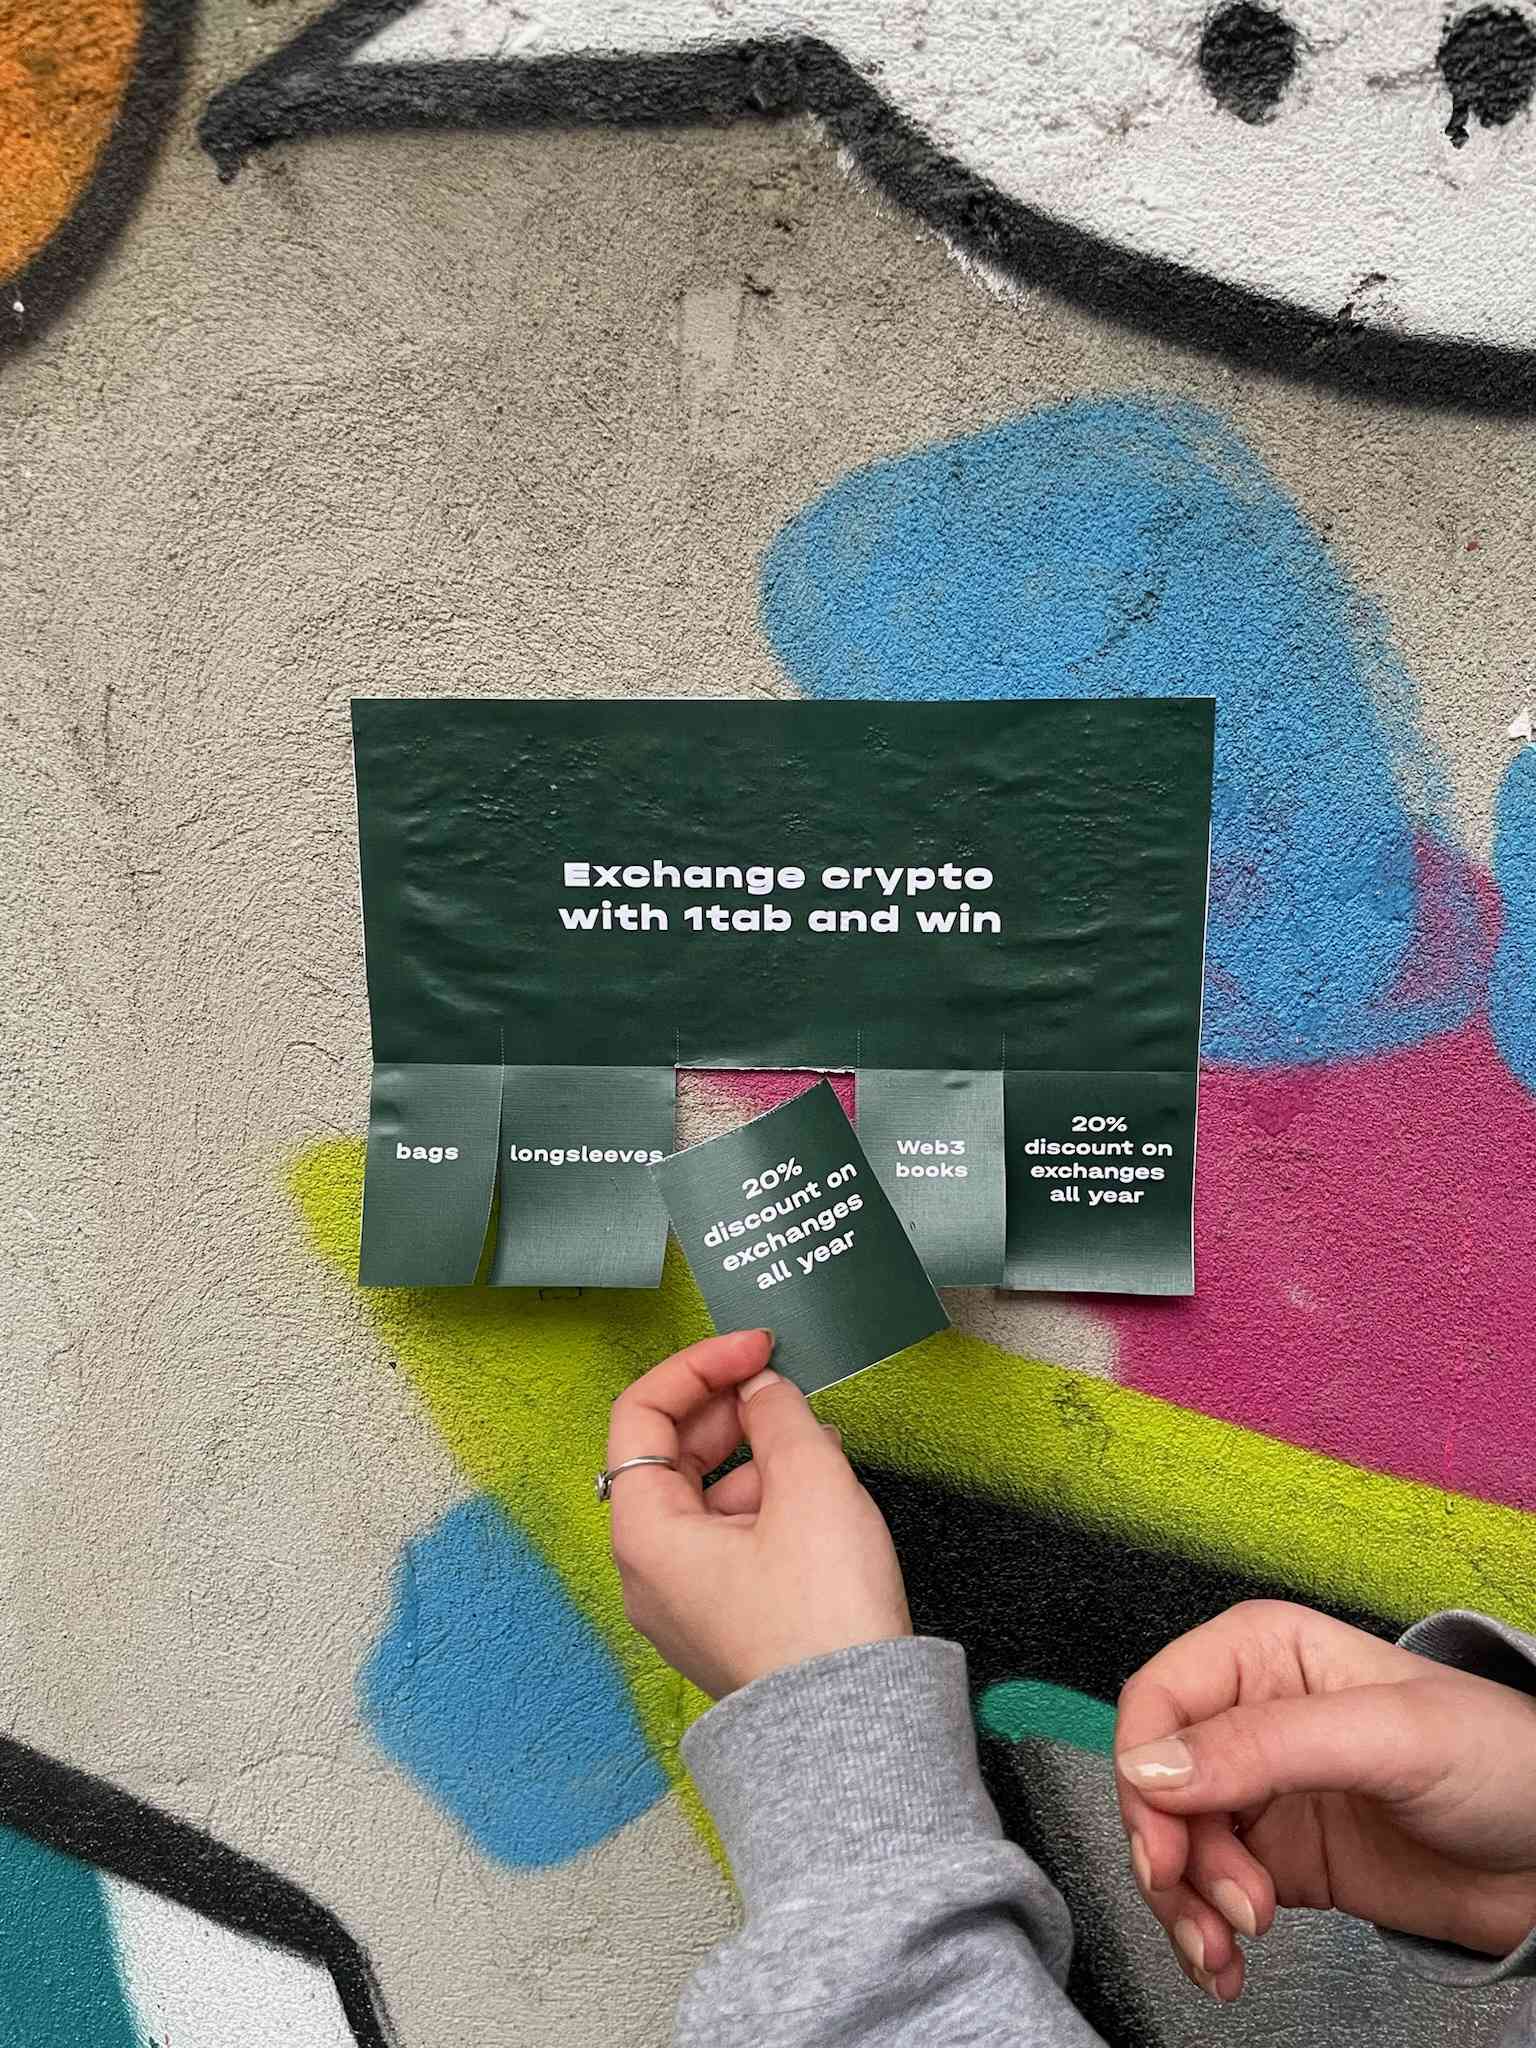 Exchange crypto
with 1tab and win
bags
longsleeves
20%
discount on
exchanges
all year
Web3
books
20%
discount on
exchanges
all year